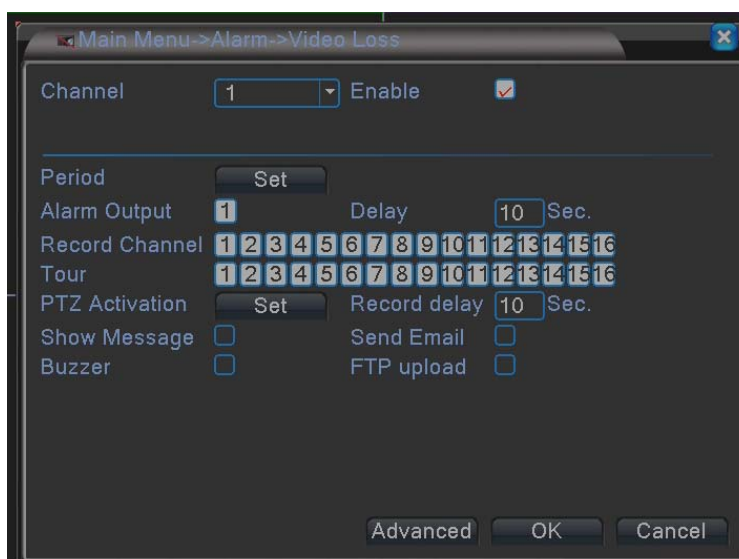 Main Menu->Alarm->Video Loss
Channel 1 Enable
Period Set
Alarm Output 1 Delay 10 Sec.
Record Channel 1 2 3 4 5 6 7 8 9 10 11 12 13 14 15 16
Tour 1 2 3 4 5 6 7 8 9 10 11 12 13 14 15 16
PTZ Activation Set Record delay 10 Sec.
Show Message Send Email
Buzzer FTP upload
Advanced OK Cancel